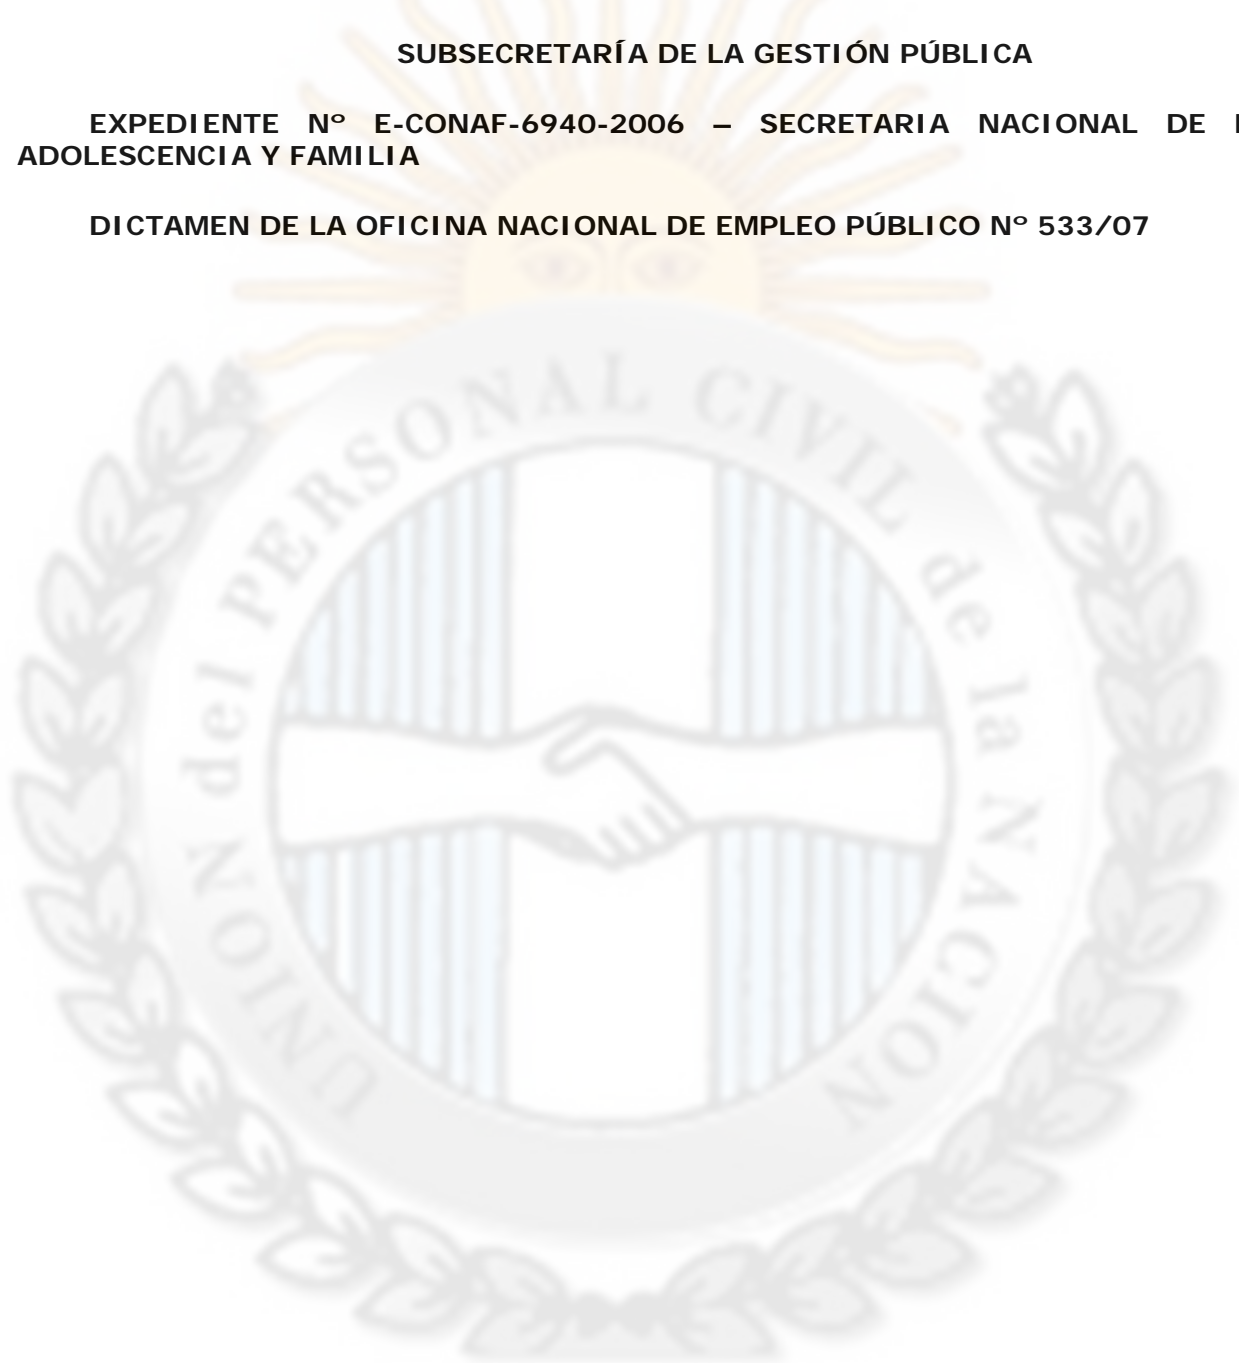 SUBSECRETARÍA DE LA GESTIÓN PÚBLICA
EXPEDIENTE Nº E-CONAF-6940-2006 – SECRETARIA NACIONAL DE
ADOLESCENCIA Y FAMILIA
DICTAMEN DE LA OFICINA NACIONAL DE EMPLEO PÚBLICO Nº 533/07
UNION del PERSONAL CIVIL de la NACION